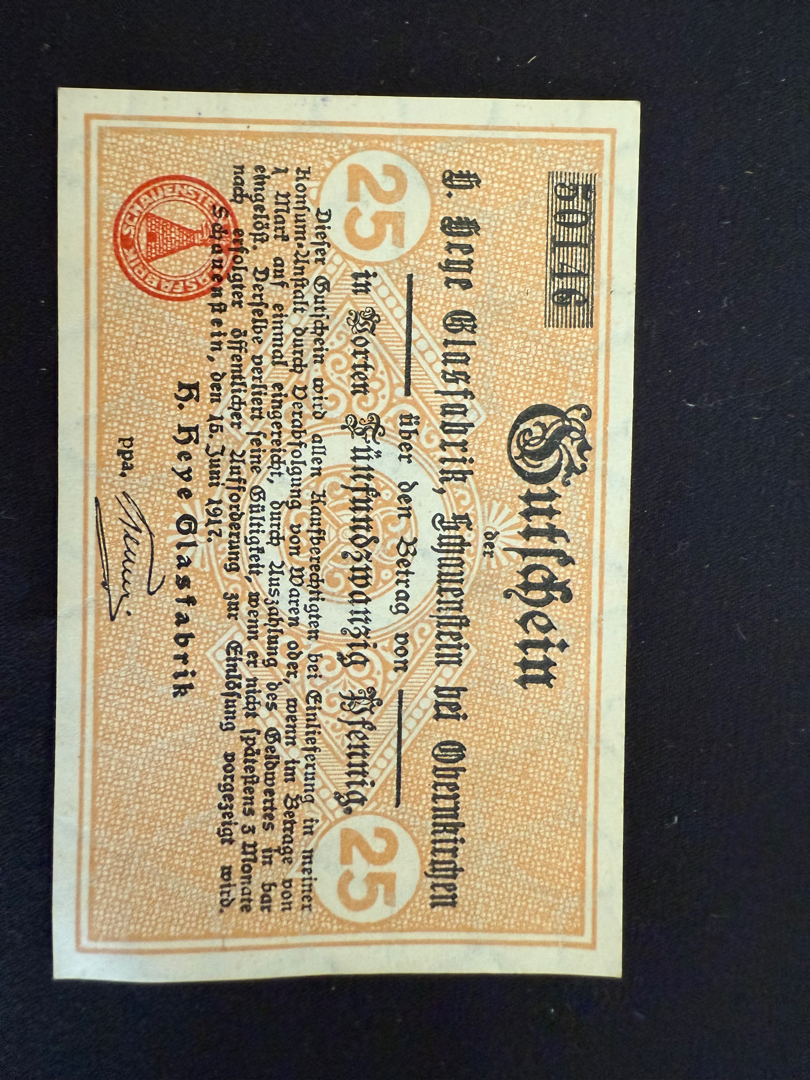 50146
Gutschein
der
H. Heye Glasfabrik, Schauenstein bei Obernkirchen
über den Betrag von
25 in Worten Fünfundzwanzig Pfennig. 25
Dieser Gutschein wird allen Kaufberechtigten bei Einlieferung in meiner
Konsum-Anstalt durch Verabfolgung von Waren oder, wenn im Betrage von
1 Mark auf einmal eingereicht, durch Auszahlung des Geldwertes in bar
eingelöst. Derselbe verliert seine Gültigkeit, wenn er nicht spätestens 3 Monate
nach erfolgter öffentlicher Aufforderung zur Einlösung vorgezeigt wird.
Schauenstein, den 15. Juni 1917.
H. Heye Glasfabrik
ppa.
GLASFABRIK SCHAUENSTEIN